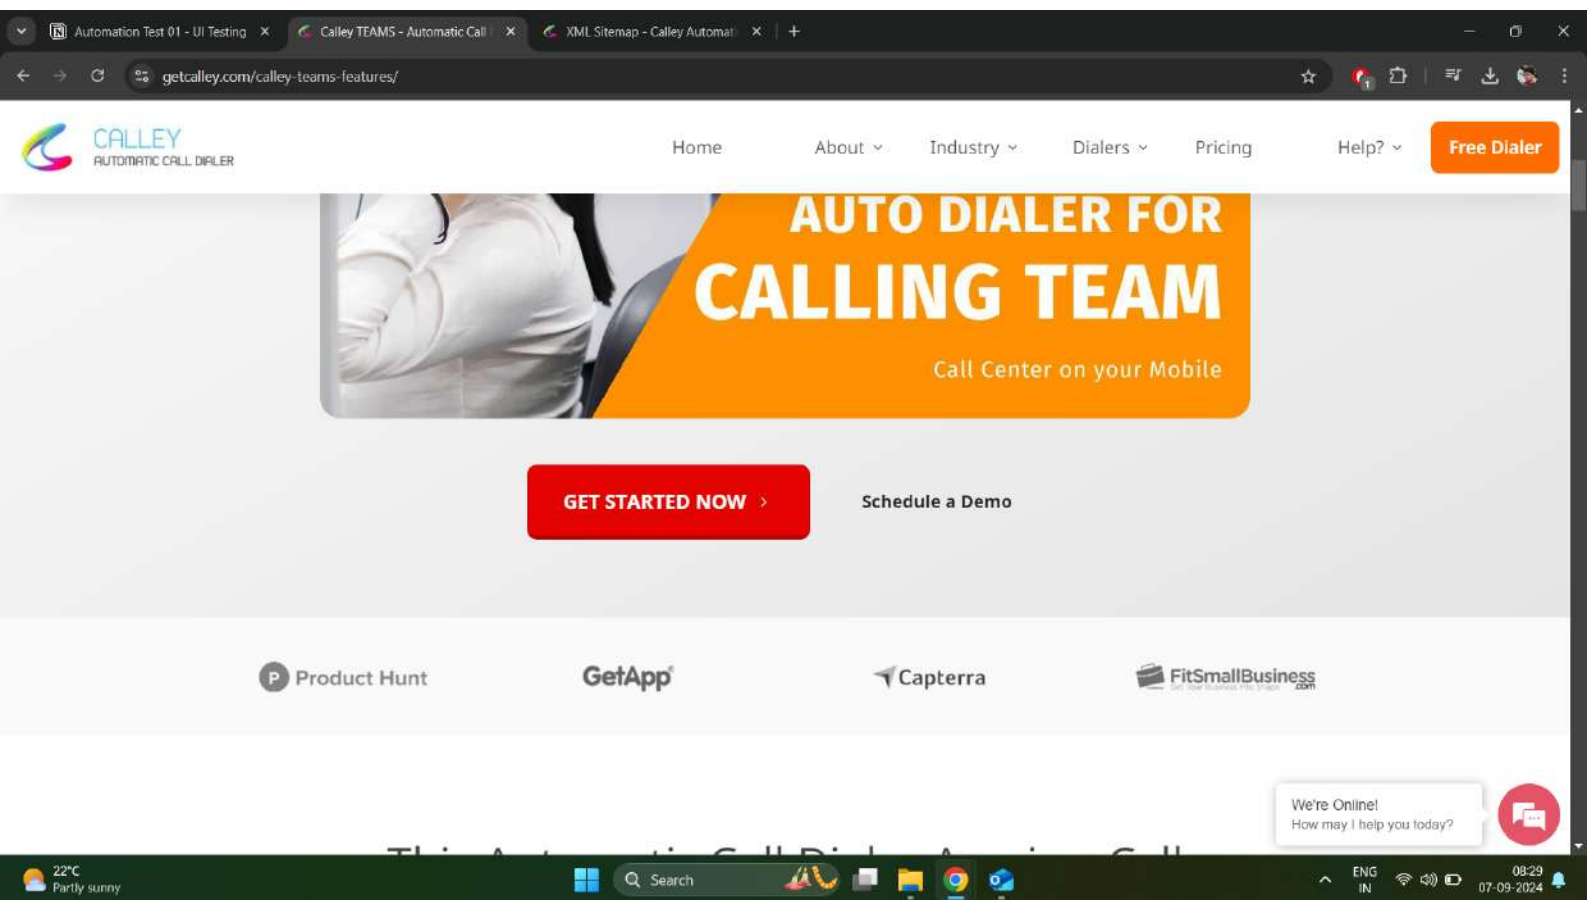 Automation Test 01 - UI Testing
Calley TEAMS - Automatic Call
XML Sitemap - Calley Automat
getcalley.com/calley-teams-features/
1
CALLEY
AUTOMATIC CALL DIALER
Home
About
Industry
Dialers
Pricing
Help?
Free Dialer
AUTO DIALER FOR
CALLING TEAM
Call Center on your Mobile
GET STARTED NOW
Schedule a Demo
P Product Hunt
GetApp
Capterra
FitSmallBusiness
.com
We're Online!
How may I help you today?
22°C
Partly sunny
Search
ENG
IN
08:29
07-09-2024